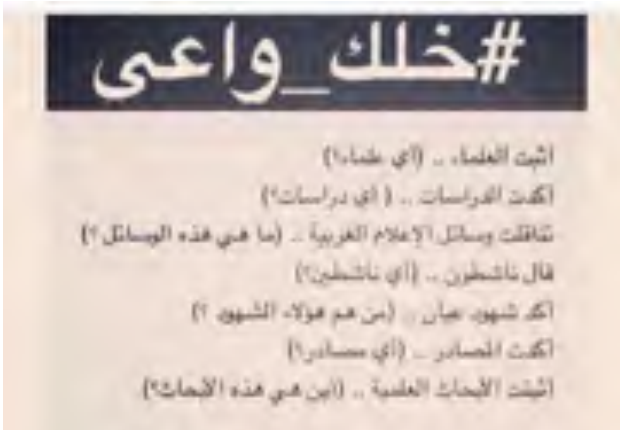 #خلك_واعى
اثبت العلماء .. (أي علماء؟)
أكدت الدراسات .. ( أي دراسات؟)
تناقلت وسائل الإعلام الغربية .. (ما هي هذه الوسائل ؟)
قال ناشطون .. (أي ناشطين؟)
أكد شهود عيان .. (من هم هؤلاء الشهود ؟)
أكدت المصادر .. (أي مصادر؟)
أثبتت الأبحاث العلمية .. (أين هي هذه الأبحاث؟)